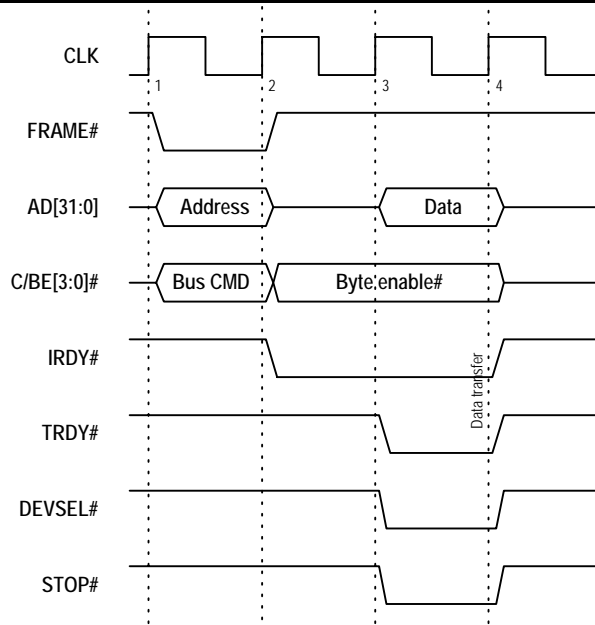 CLK
1 2 3 4
FRAME#
AD[31:0] Address Data
C/BE[3:0]# Bus CMD Byte enable#
IRDY#
Data transfer
TRDY#
DEVSEL#
STOP#